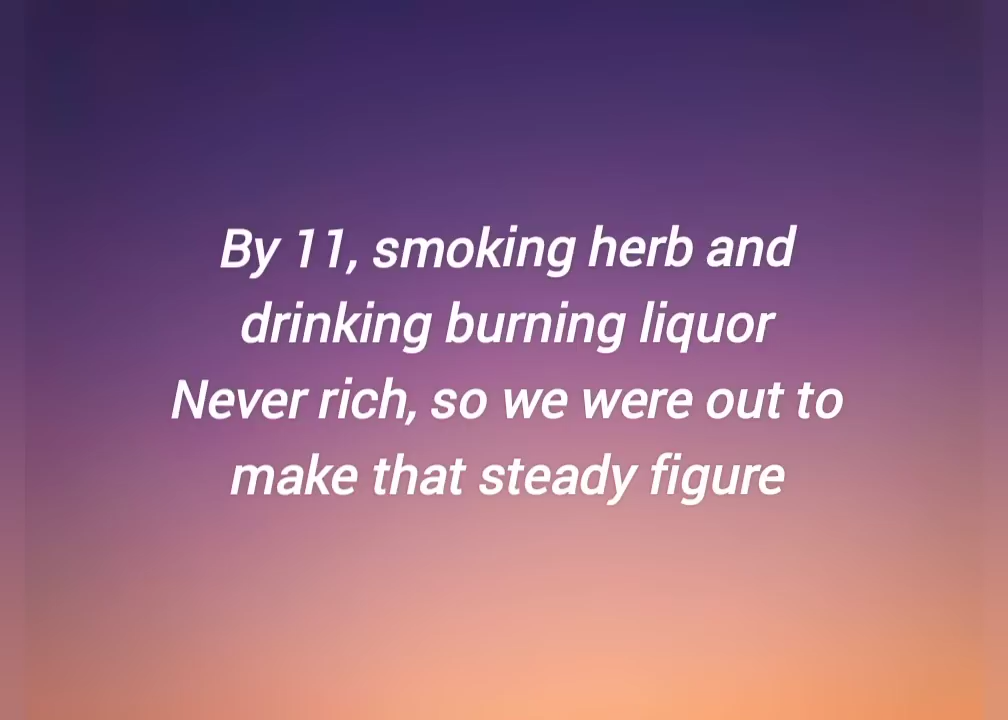 By 11, smoking herb and
drinking burning liquor
Never rich, so we were out to
make that steady figure